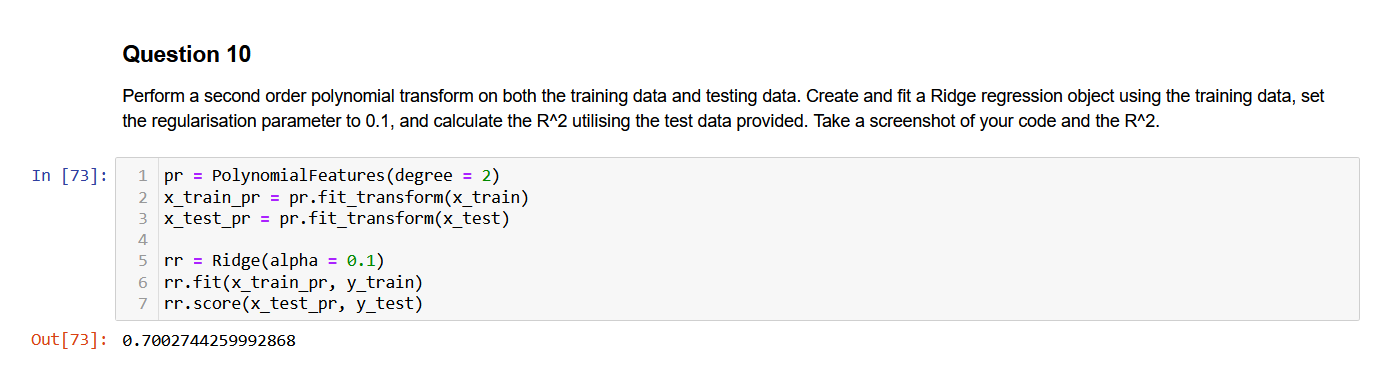 Question 10
Perform a second order polynomial transform on both the training data and testing data. Create and fit a Ridge regression object using the training data, set
the regularisation parameter to 0.1, and calculate the R^2 utilising the test data provided. Take a screenshot of your code and the R^2.
In [73]:
1 pr = PolynomialFeatures(degree = 2)
2 x_train_pr = pr.fit_transform(x_train)
3 x_test_pr = pr.fit_transform(x_test)
4
5 rr = Ridge(alpha = 0.1)
6 rr.fit(x_train_pr, y_train)
7 rr.score(x_test_pr, y_test)
Out[73]: 0.7002744259992868